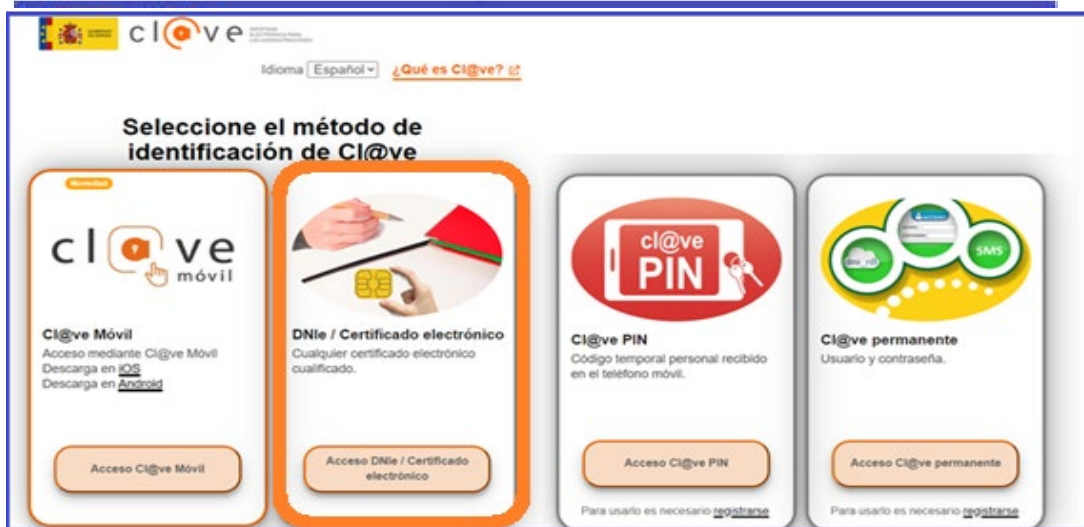 cl@ve
Idioma Español ¿Qué es Cl@ve?
Seleccione el método de
identificación de Cl@ve
Novedad
cl@ve
móvil
Cl@ve Móvil
Acceso mediante Cl@ve Móvil
Descarga en iOS
Descarga en Android
Acceso Cl@ve Móvil
DNIe / Certificado electrónico
Cualquier certificado electrónico
cualificado.
Acceso DNIe / Certificado
electrónico
cl@ve
PIN
Cl@ve PIN
Código temporal personal recibido
en el teléfono móvil.
Acceso Cl@ve PIN
Para usarlo es necesario registrarse
SMS
Cl@ve permanente
Usuario y contraseña.
Acceso Cl@ve permanente
Para usarlo es necesario registrarse